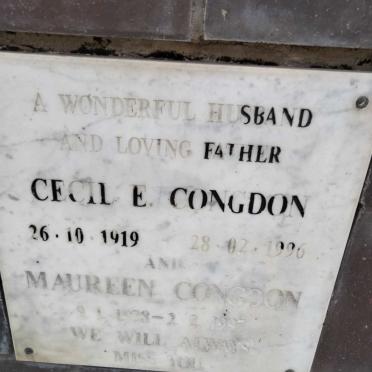 A WONDERFUL HUSBAND
AND LOVING FATHER
CECIL E. CONGDON
26·10·1919 28·02·1996
AND
MAUREEN CONGDON
WE WILL ALWAYS
MISS YOU